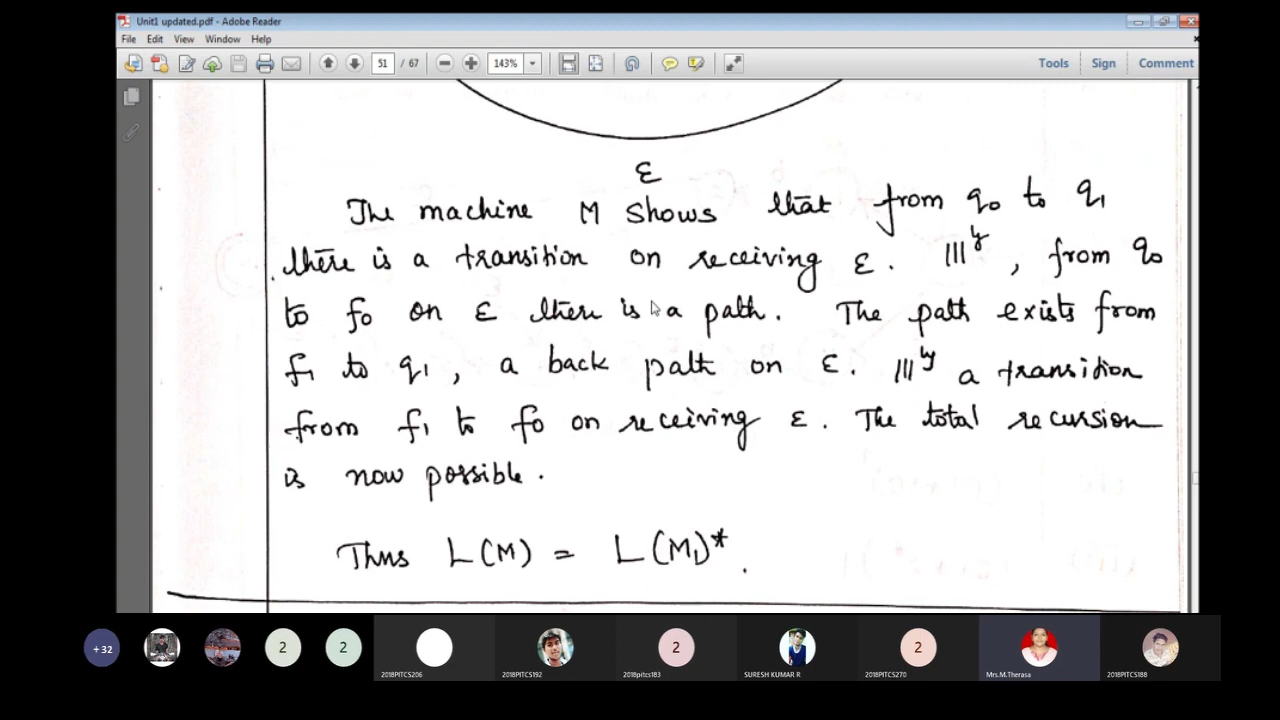 Unit1 updated.pdf - Adobe Reader
File Edit View Window Help
51 / 67 143% Tools Sign Comment
ε
The machine M shows that from q0 to q1
there is a transition on receiving ε. |||ly, from q0
to f0 on ε there is a path. The path exists from
f1 to q1, a back path on ε. |||ly a transition
from f1 to f0 on receiving ε. The total recursion
is now possible.
Thus L(M) = L(M1)*.
+32 2 2 2 2
2018PITCS206 2018PITCS192 2018pitcs183 SURESH KUMAR R 2018PITCS270 Mrs.M.Therasa 2018PITCS188